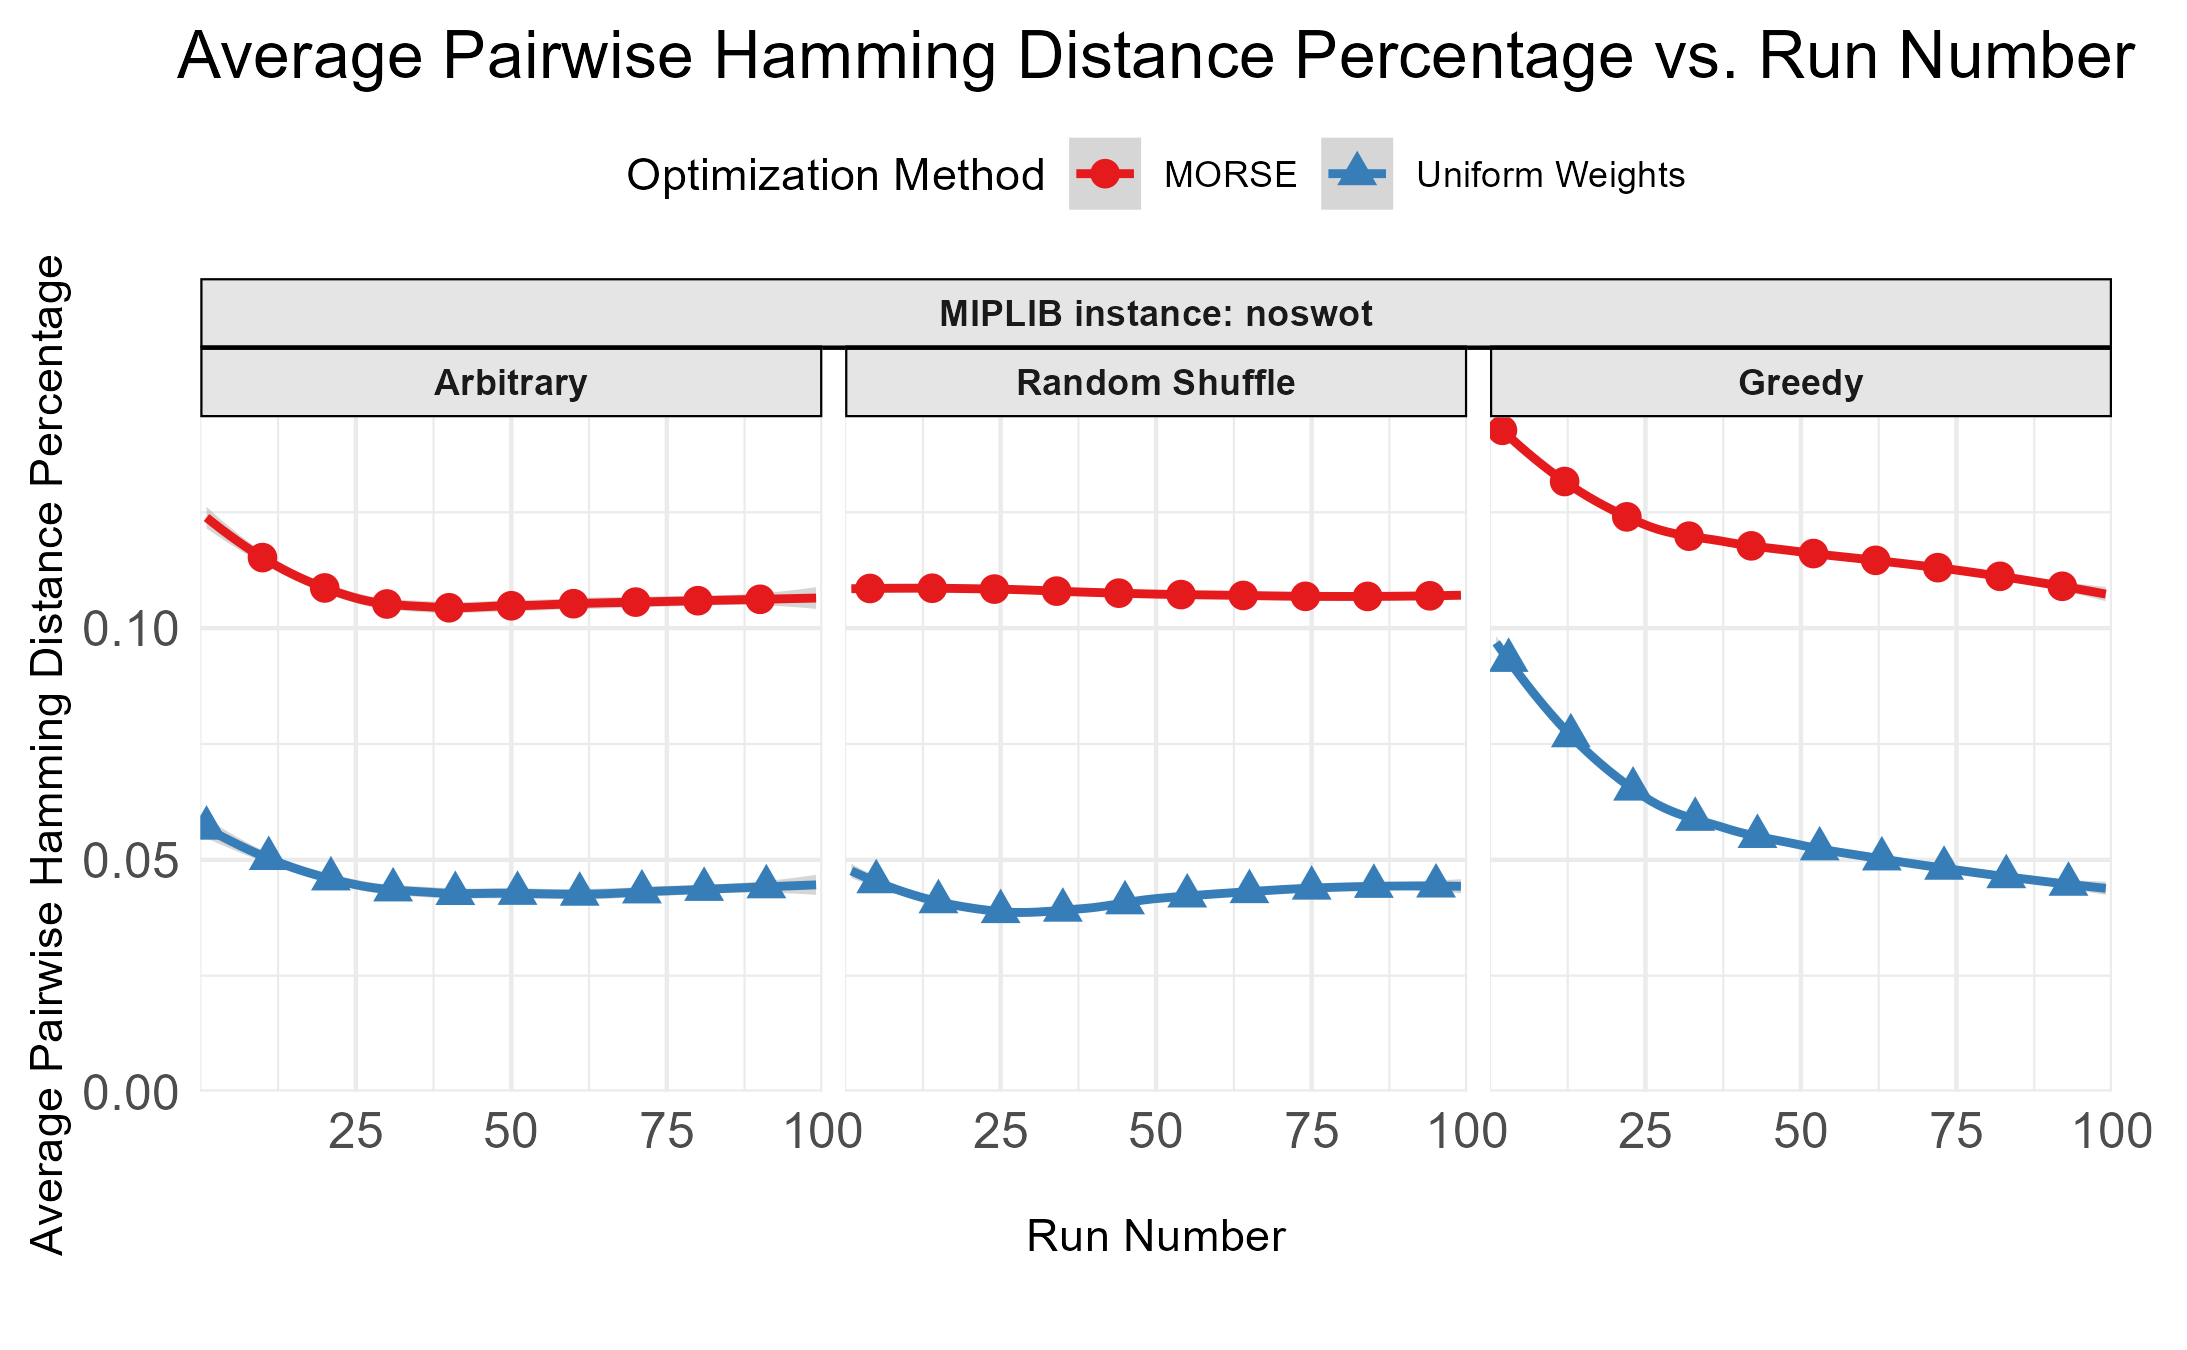 Average Pairwise Hamming Distance Percentage vs. Run Number
Optimization Method MORSE Uniform Weights
MIPLIB instance: noswot
Arbitrary Random Shuffle Greedy
Average Pairwise Hamming Distance Percentage
0.10
0.05
0.00
25 50 75 100 25 50 75 100 25 50 75 100
Run Number